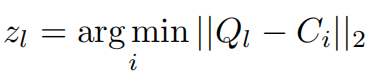 z_l = arg min_i ||Q_l − C_i||_2